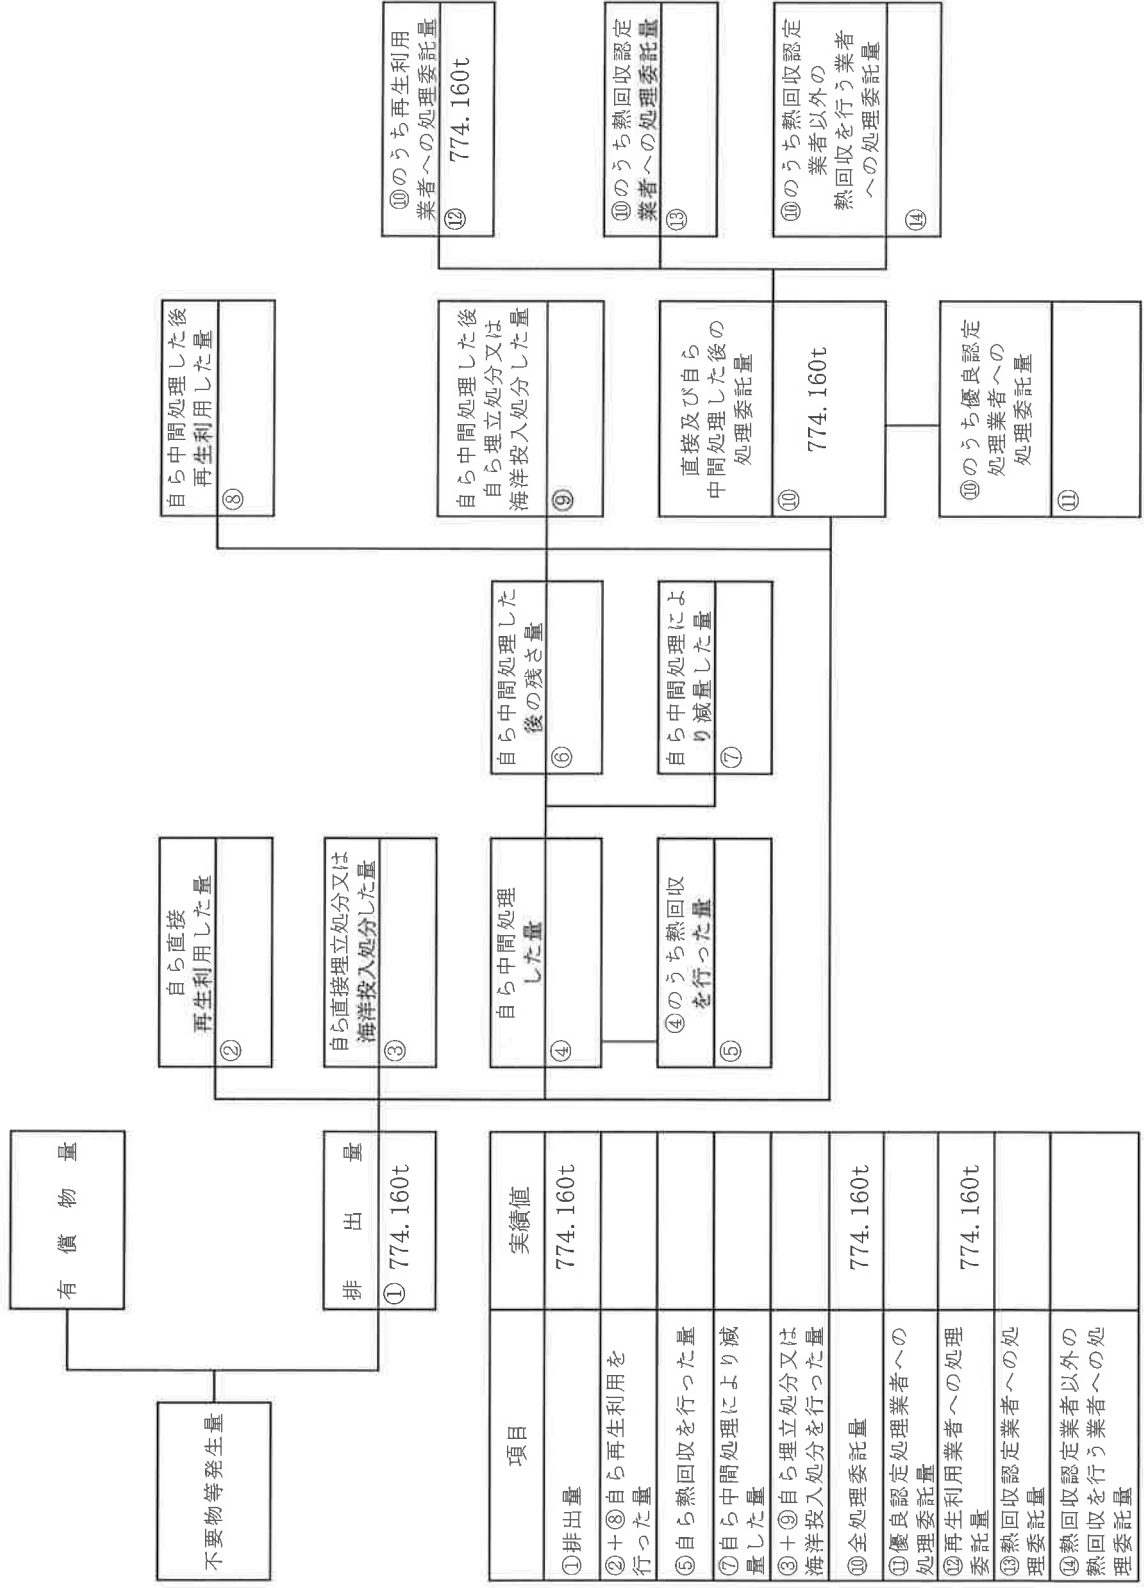 不要物等発生量
有償物量
排出量
① 774.160t
自ら直接
再生利用した量
②
自ら直接埋立処分又は
海洋投入処分した量
③
自ら中間処理
した量
④
④のうち熱回収
を行った量
⑤
自ら中間処理した
後の残さ量
⑥
自ら中間処理によ
り減量した量
⑦
自ら中間処理した後
再生利用した量
⑧
自ら中間処理した後
自ら埋立処分又は
海洋投入処分した量
⑨
直接及び自ら
中間処理した後の
処理委託量
⑩
774.160t
⑩のうち優良認定
処理業者への
処理委託量
⑪
⑩のうち再生利用
業者への処理委託量
⑫
774.160t
⑩のうち熱回収認定
業者への処理委託量
⑬
⑩のうち熱回収認定
業者以外の
熱回収を行う業者
への処理委託量
⑭
項目
実績値
①排出量
774.160t
②+⑧自ら再生利用を
行った量
⑤自ら熱回収を行った量
⑦自ら中間処理により減
量した量
③+⑨自ら埋立処分又は
海洋投入処分を行った量
⑩全処理委託量
774.160t
⑪優良認定処理業者への
処理委託量
⑫再生利用業者への処理
委託量
774.160t
⑬熱回収認定業者への処
理委託量
⑭熱回収認定業者以外の
熱回収を行う業者への処
理委託量